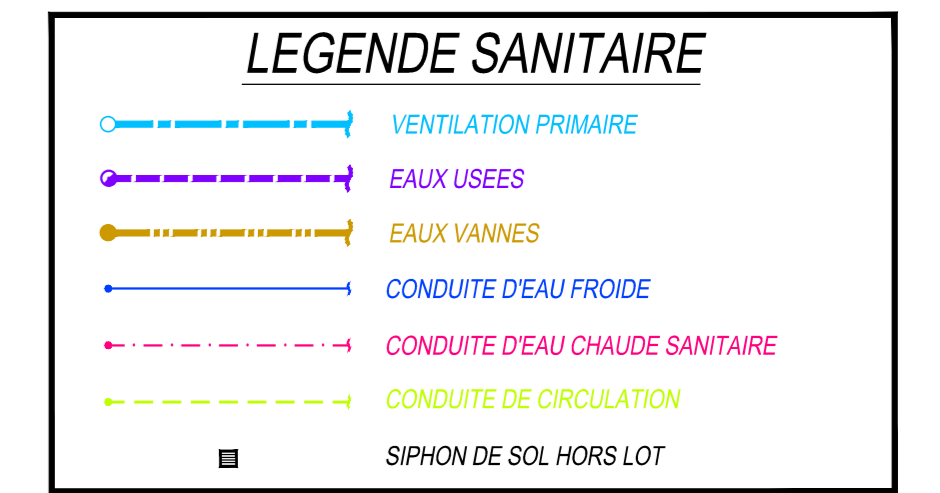 LEGENDE SANITAIRE
VENTILATION PRIMAIRE
EAUX USEES
EAUX VANNES
CONDUITE D'EAU FROIDE
CONDUITE D'EAU CHAUDE SANITAIRE
CONDUITE DE CIRCULATION
SIPHON DE SOL HORS LOT